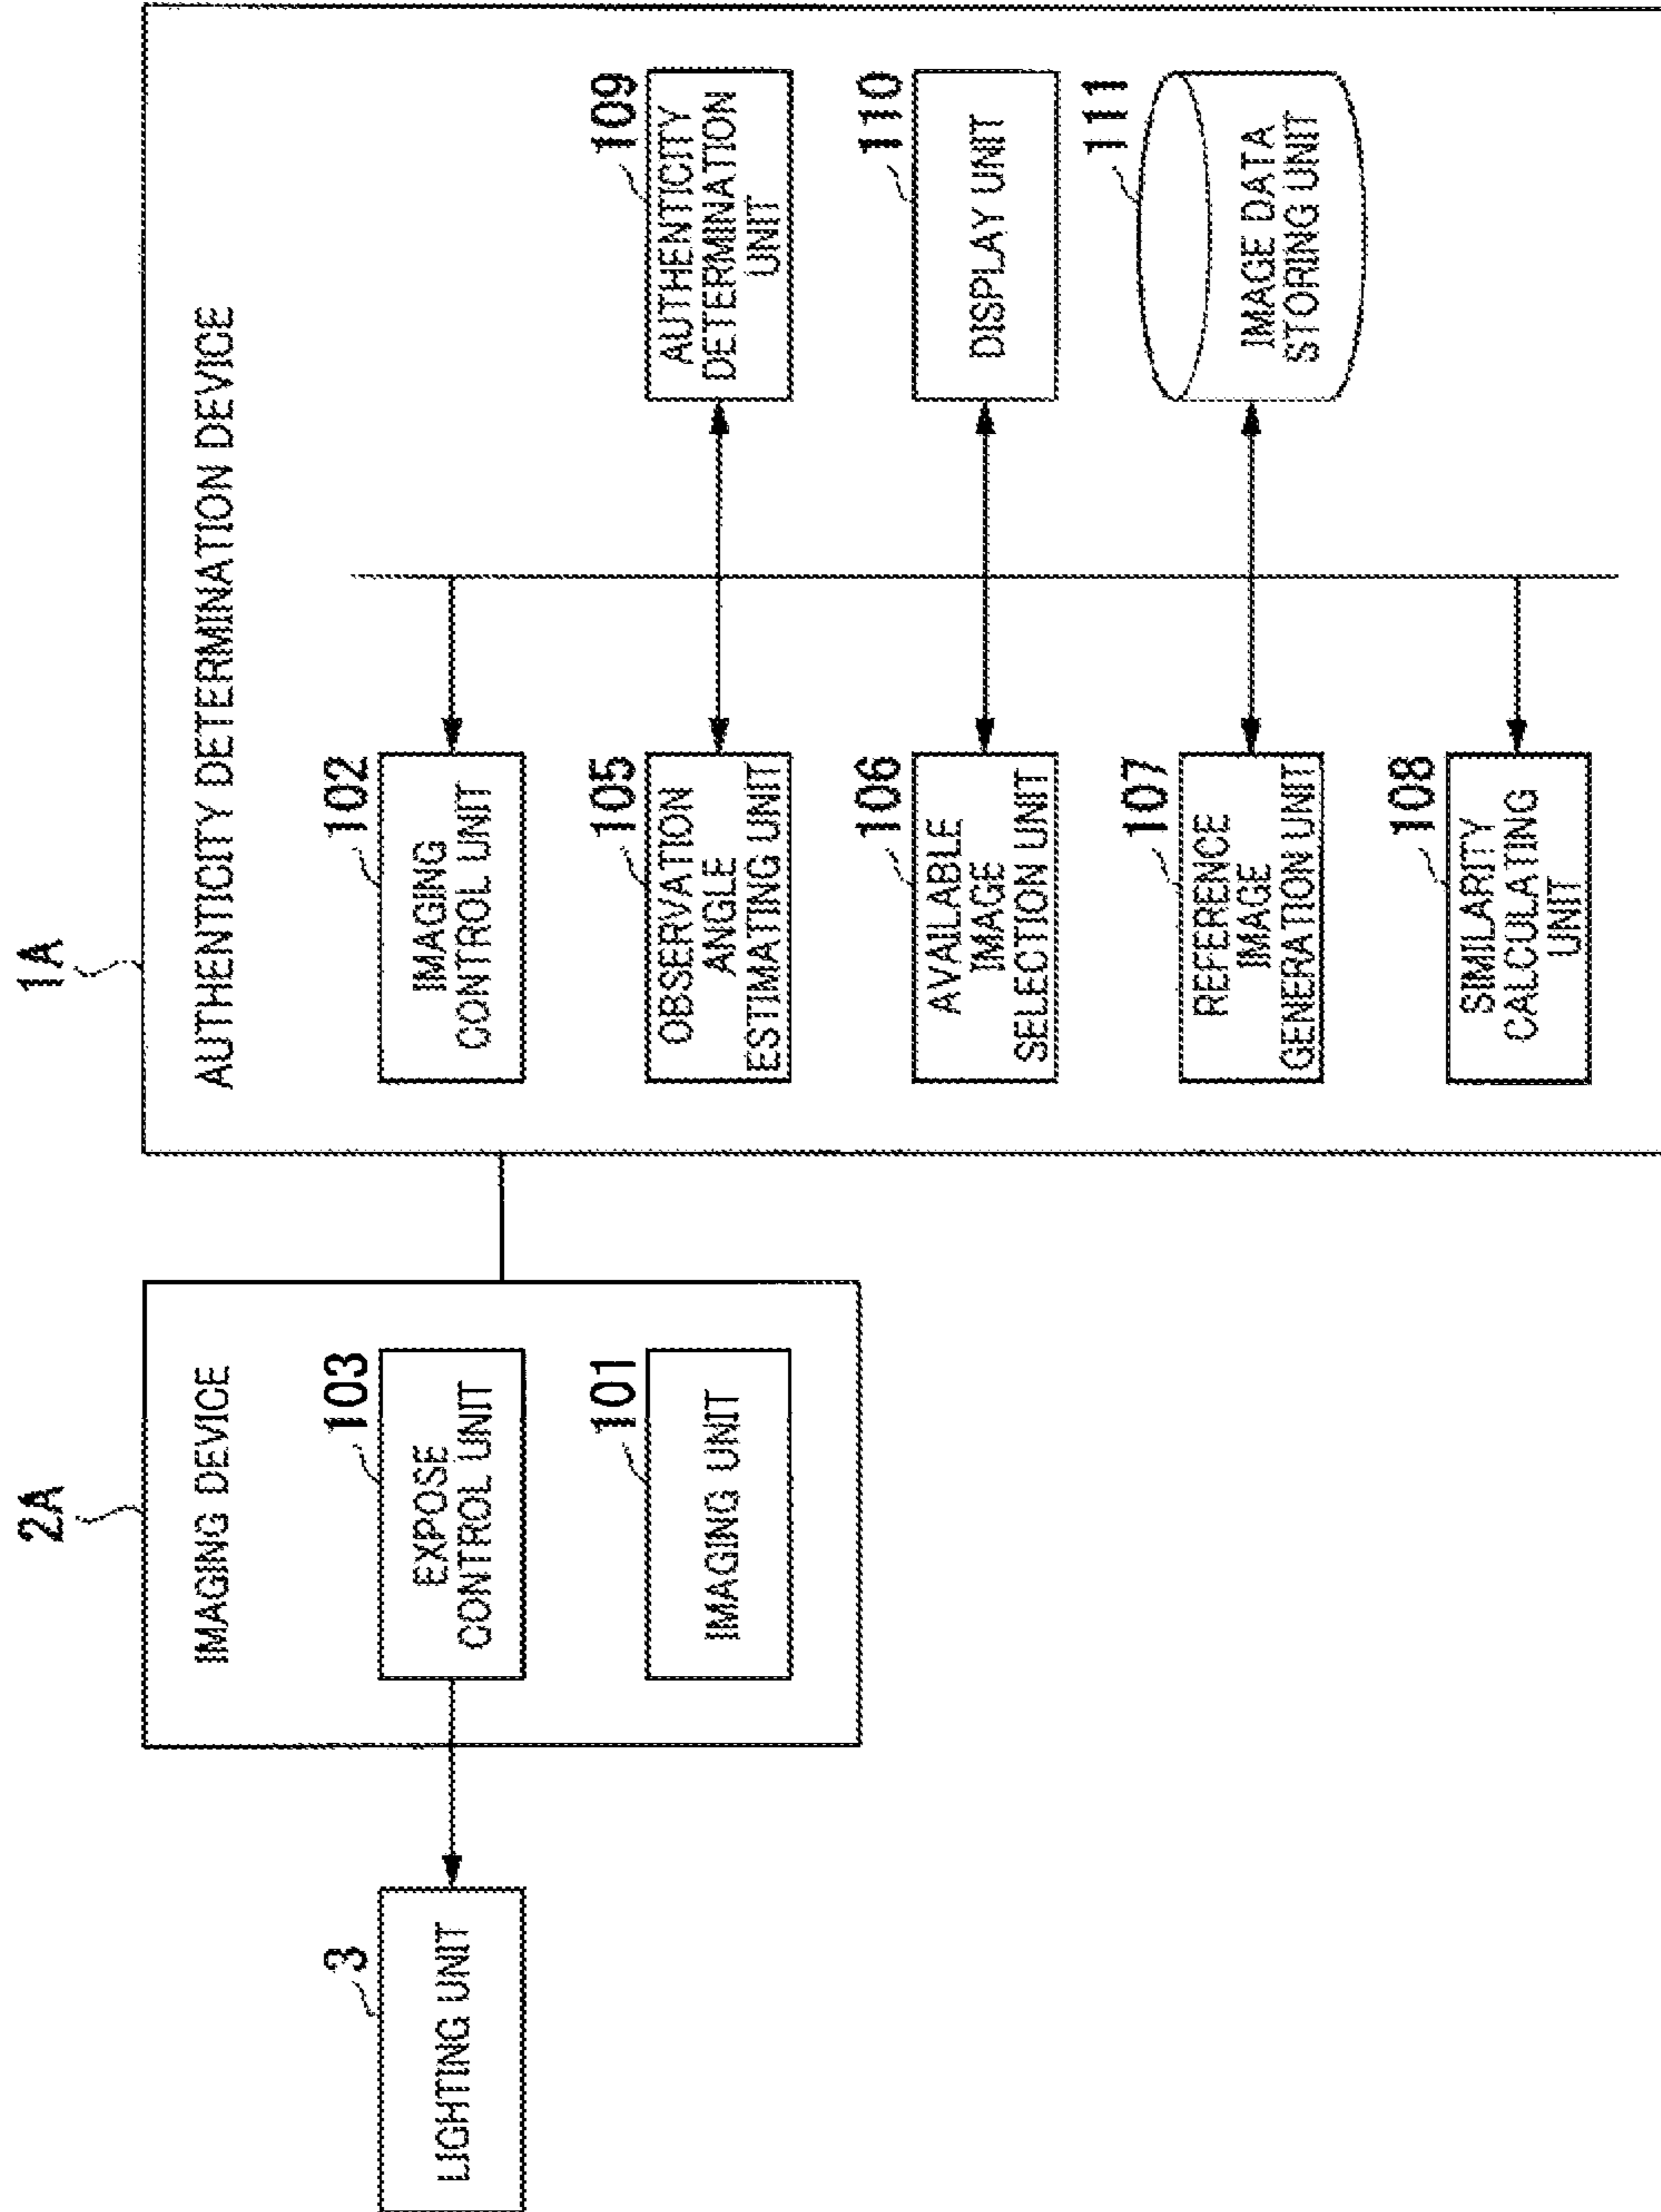 1A
AUTHENTICITY DETERMINATION DEVICE
2A
IMAGING DEVICE
3
LIGHTING UNIT
103
EXPOSE
CONTROL UNIT
101
IMAGING UNIT
102
IMAGING
CONTROL UNIT
105
OBSERVATION
ANGLE
ESTIMATING UNIT
106
AVAILABLE
IMAGE
SELECTION UNIT
107
REFERENCE
IMAGE
GENERATION UNIT
108
SIMILARITY
CALCULATING
UNIT
109
AUTHENTICITY
DETERMINATION
UNIT
110
DISPLAY UNIT
111
IMAGE DATA
STORING UNIT